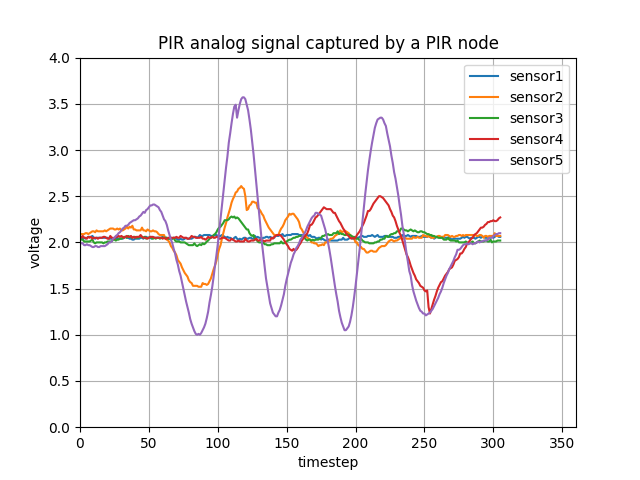 PIR analog signal captured by a PIR node
sensor1
sensor2
sensor3
sensor4
sensor5
voltage
4.0
3.5
3.0
2.5
2.0
1.5
1.0
0.5
0.0
0 50 100 150 200 250 300 350
timestep